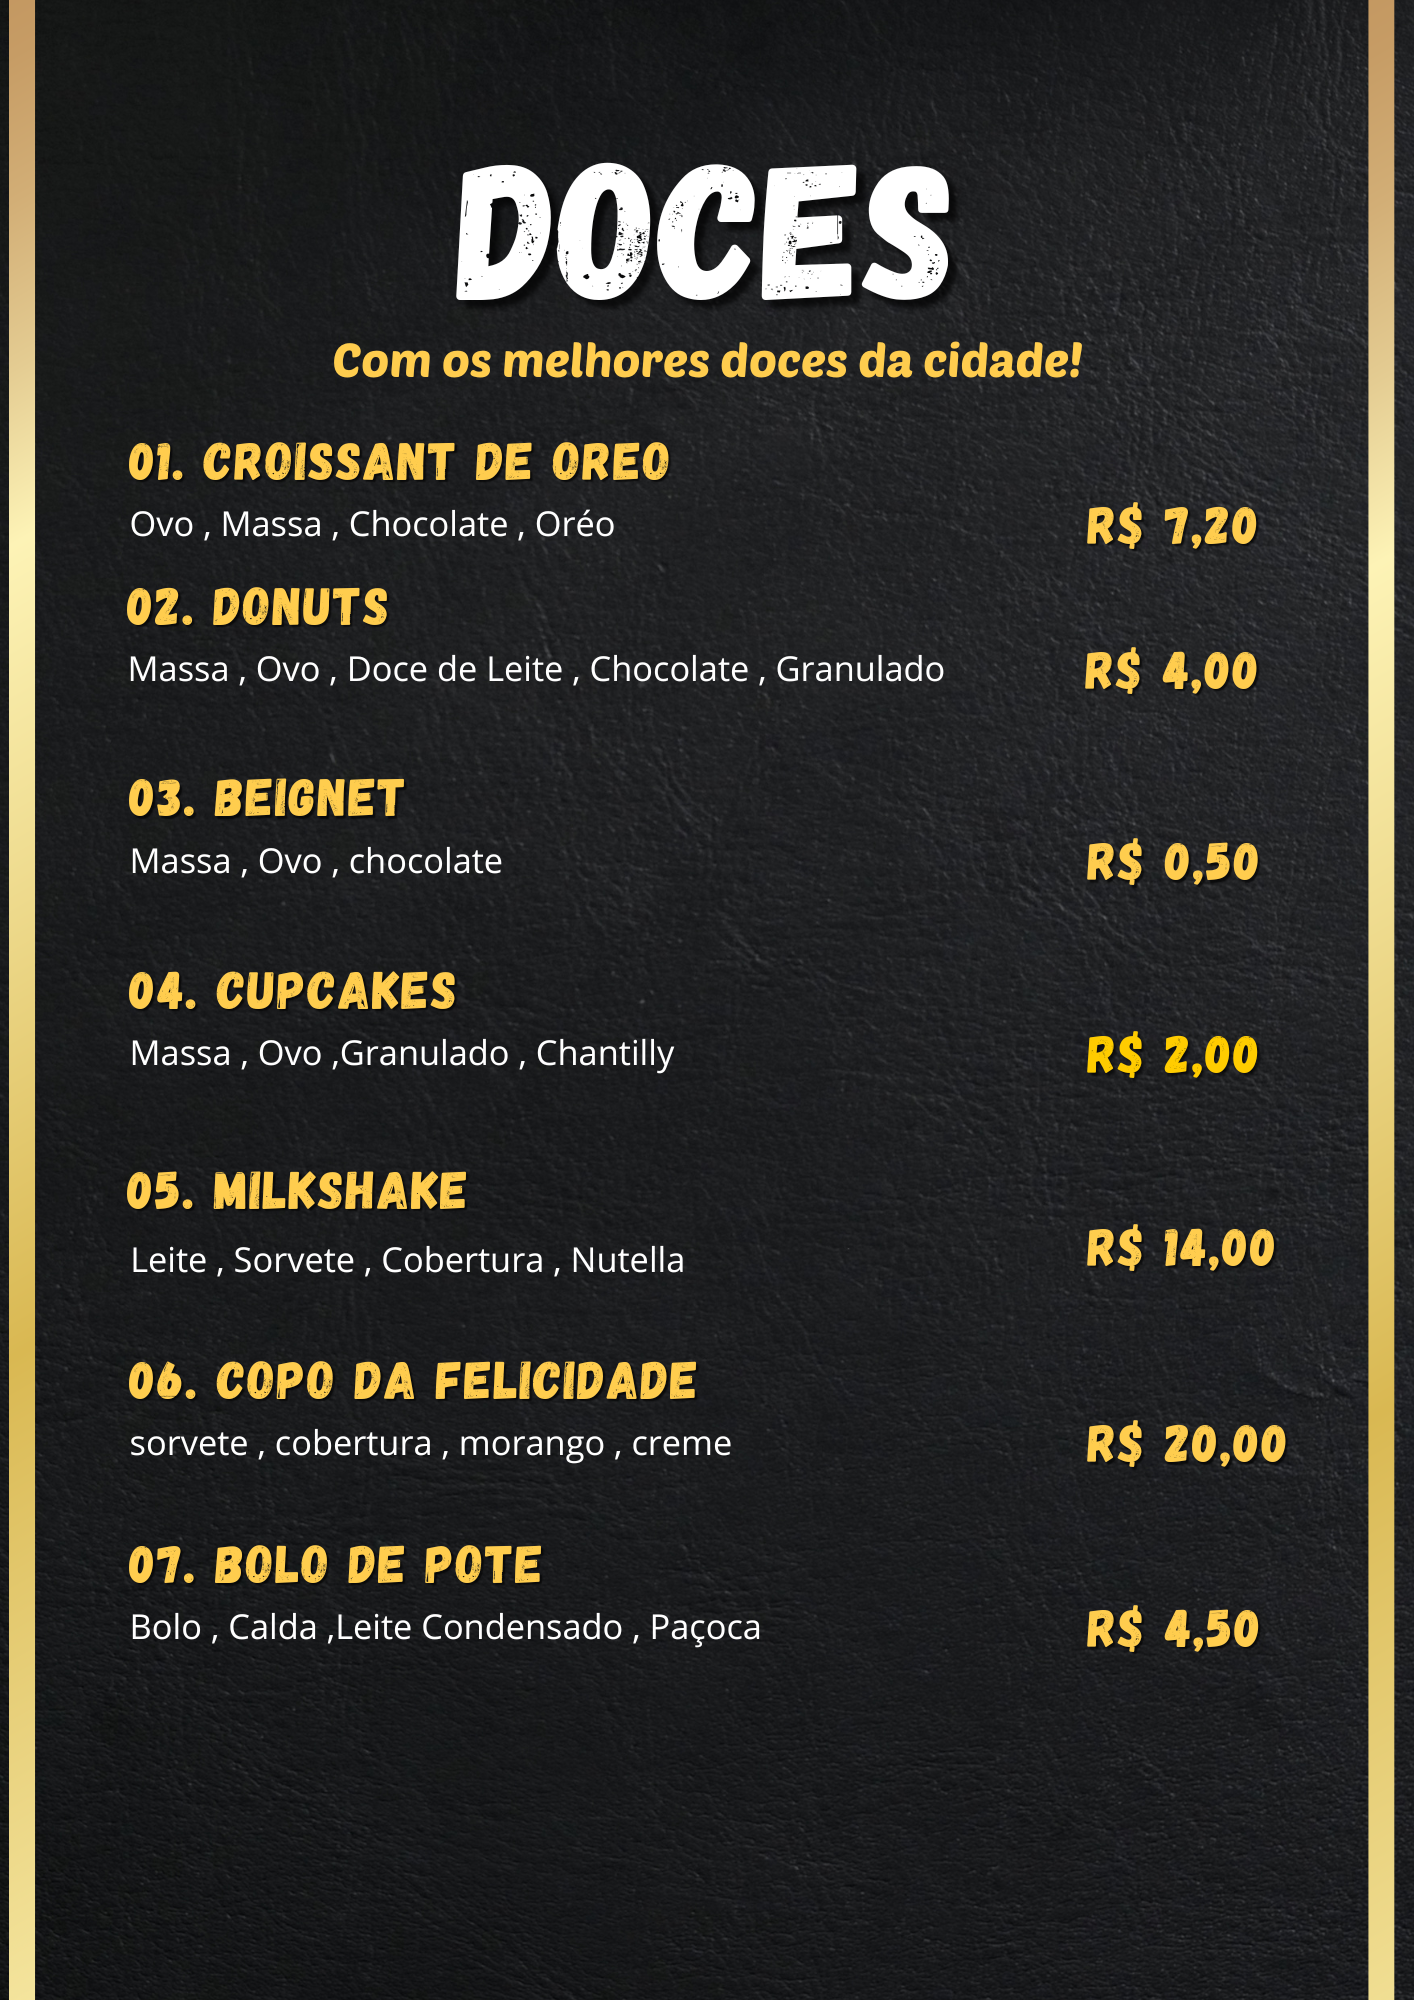 DOCES
Com os melhores doces da cidade!
01. CROISSANT DE OREO
Ovo , Massa , Chocolate , Oréo
R$ 7,20
02. DONUTS
Massa , Ovo , Doce de Leite , Chocolate , Granulado
R$ 4,00
03. BEIGNET
Massa , Ovo , chocolate
R$ 0,50
04. CUPCAKES
Massa , Ovo ,Granulado , Chantilly
R$ 2,00
05. MILKSHAKE
Leite , Sorvete , Cobertura , Nutella
R$ 14,00
06. COPO DA FELICIDADE
sorvete , cobertura , morango , creme
R$ 20,00
07. BOLO DE POTE
Bolo , Calda ,Leite Condensado , Paçoca
R$ 4,50